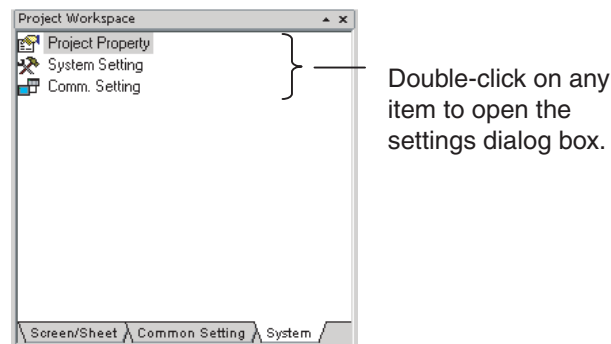 Project Workspace
Project Property
System Setting
Comm. Setting
Double-click on any
item to open the
settings dialog box.
Screen/Sheet
Common Setting
System